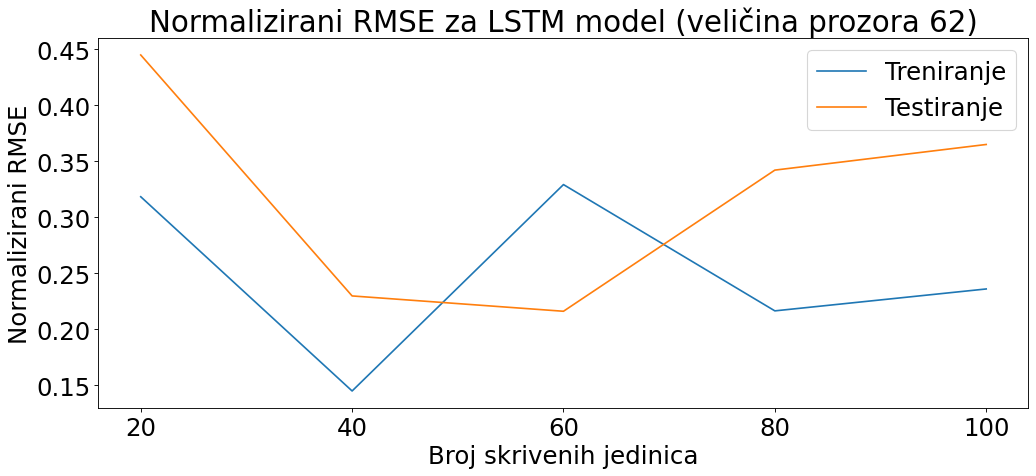 Normalizirani RMSE za LSTM model (veličina prozora 62)
Treniranje
Testiranje
Normalizirani RMSE
0.45
0.40
0.35
0.30
0.25
0.20
0.15
20 40 60 80 100
Broj skrivenih jedinica